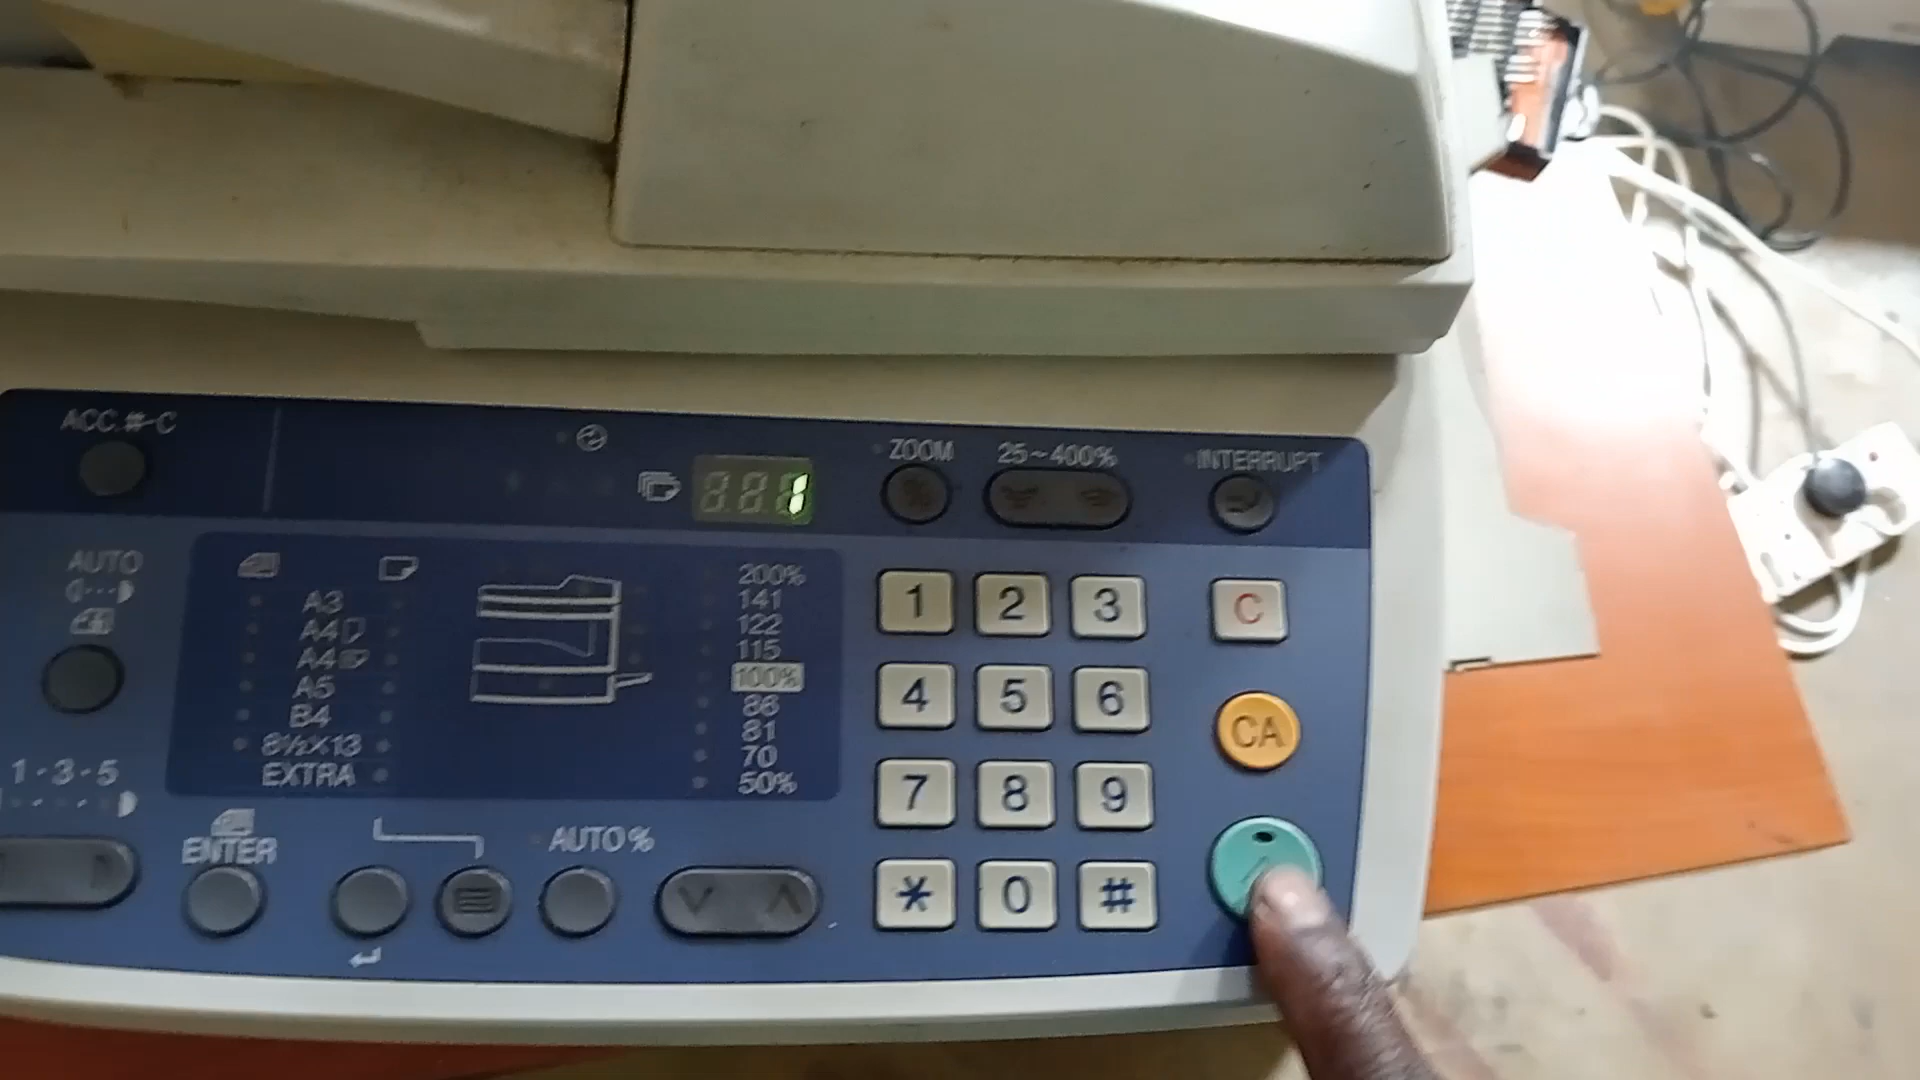 ACC.#-C
ZOOM
25~400%
INTERRUPT
%
1
AUTO
A3
A4
A4
A5
B4
8½×13
EXTRA
200%
141
122
115
100%
86
81
70
50%
1 2 3
C
4 5 6
CA
7 8 9
* 0 #
1-3-5
ENTER
AUTO%